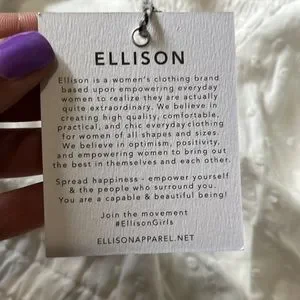 ELLISON
Ellison is a women's clothing brand
based upon empowering everyday
women to realize they are actually
quite extraordinary. We believe in
creating high quality, comfortable,
practical, and chic everyday clothing
for women of all shapes and sizes.
We believe in optimism, positivity,
and empowering women to bring out
the best in themselves and each other.
Spread happiness - empower yourself
& the people who surround you.
You are a capable & beautiful being!
Join the movement
#EllisonGirls
ELLISONAPPAREL.NET